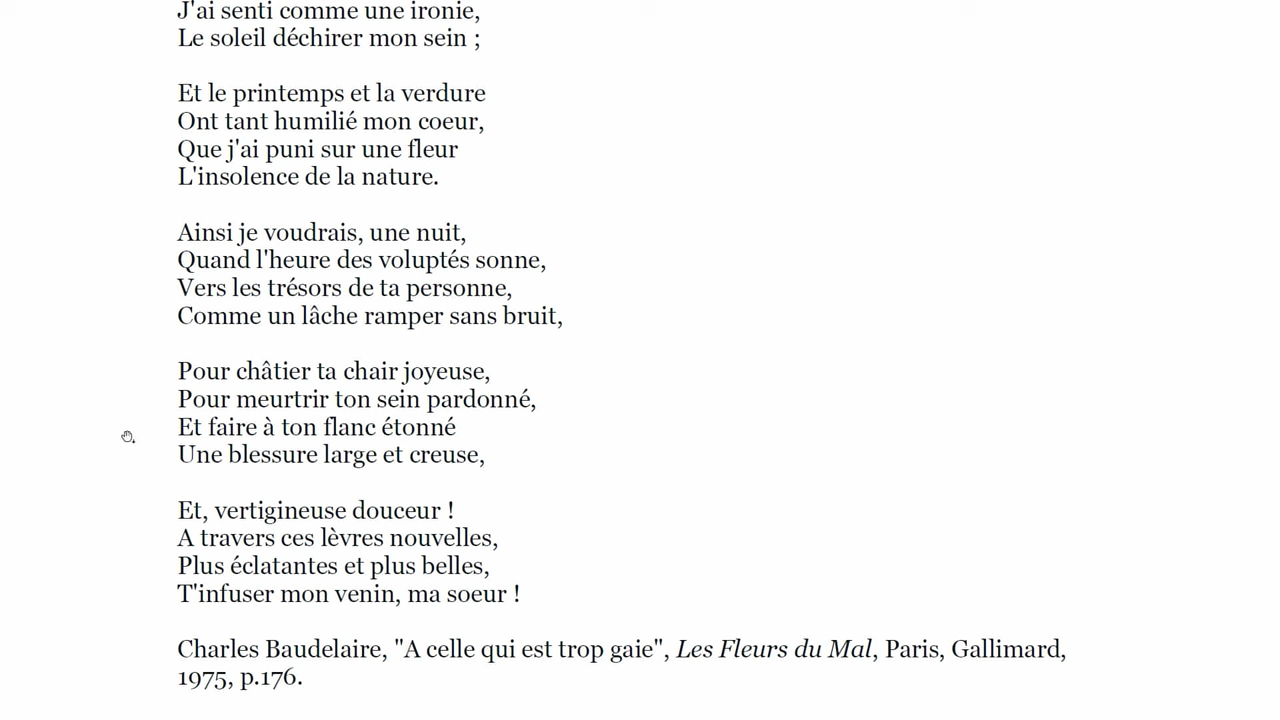 J'ai senti comme une ironie,
Le soleil déchirer mon sein ;
Et le printemps et la verdure
Ont tant humilié mon coeur,
Que j'ai puni sur une fleur
L'insolence de la nature.
Ainsi je voudrais, une nuit,
Quand l'heure des voluptés sonne,
Vers les trésors de ta personne,
Comme un lâche ramper sans bruit,
Pour châtier ta chair joyeuse,
Pour meurtrir ton sein pardonné,
Et faire à ton flanc étonné
Une blessure large et creuse,
Et, vertigineuse douceur !
A travers ces lèvres nouvelles,
Plus éclatantes et plus belles,
T'infuser mon venin, ma soeur !
Charles Baudelaire, "A celle qui est trop gaie", Les Fleurs du Mal, Paris, Gallimard,
1975, p.176.